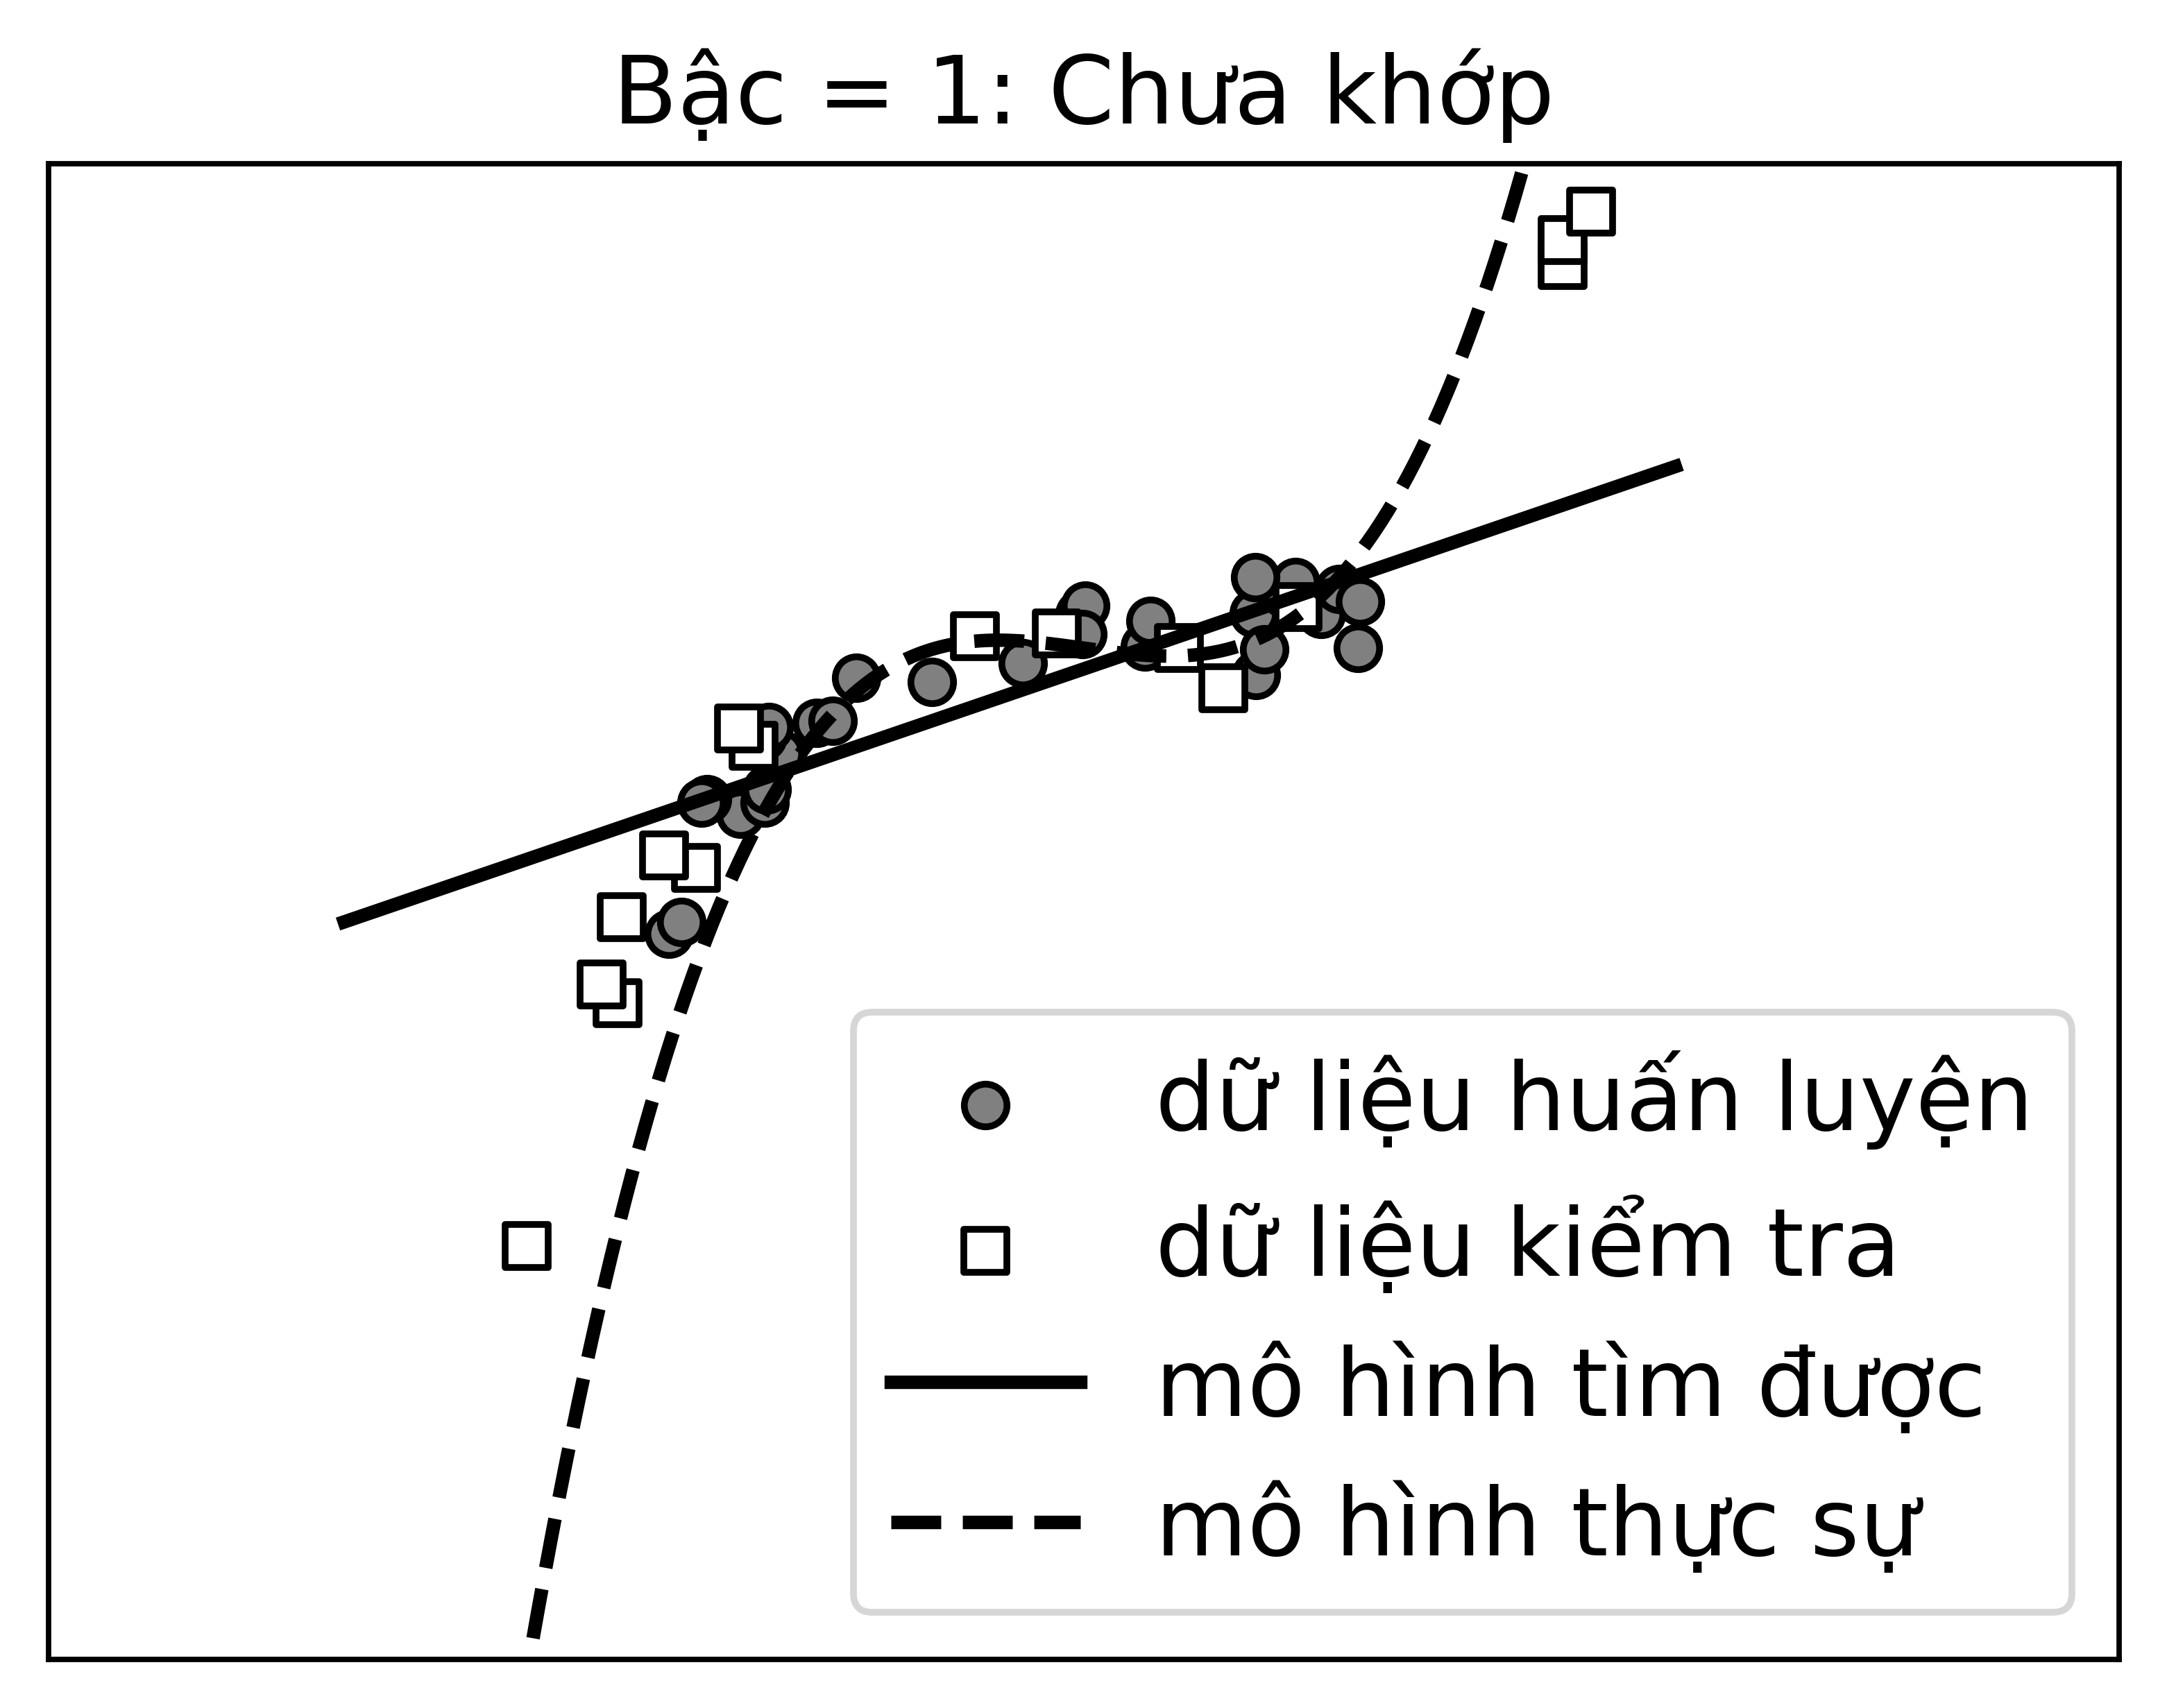 Bậc = 1: Chưa khớp
dữ liệu huấn luyện
dữ liệu kiểm tra
mô hình tìm được
mô hình thực sự